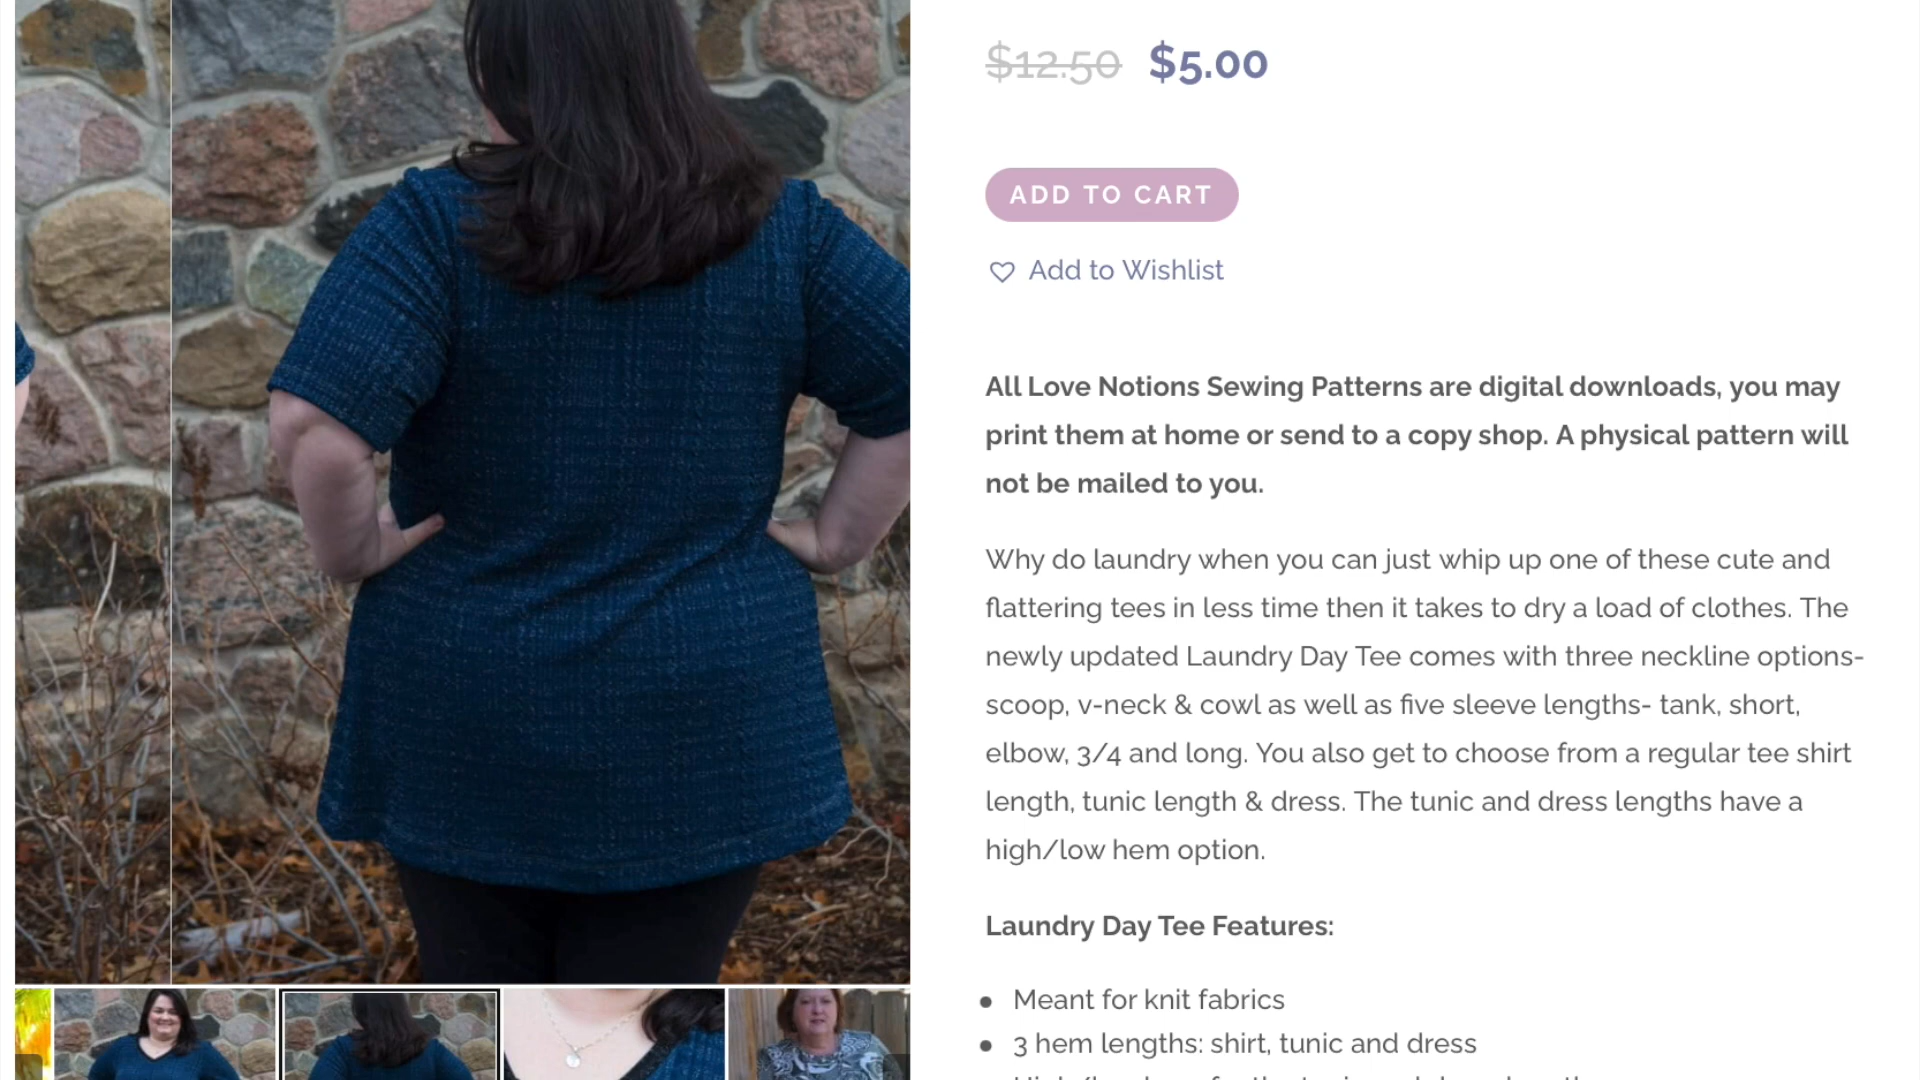 $12.50 $5.00
ADD TO CART
Add to Wishlist
All Love Notions Sewing Patterns are digital downloads, you may
print them at home or send to a copy shop. A physical pattern will
not be mailed to you.
Why do laundry when you can just whip up one of these cute and
flattering tees in less time then it takes to dry a load of clothes. The
newly updated Laundry Day Tee comes with three neckline options-
scoop, v-neck & cowl as well as five sleeve lengths- tank, short,
elbow, 3/4 and long. You also get to choose from a regular tee shirt
length, tunic length & dress. The tunic and dress lengths have a
high/low hem option.
Laundry Day Tee Features:
Meant for knit fabrics
3 hem lengths: shirt, tunic and dress